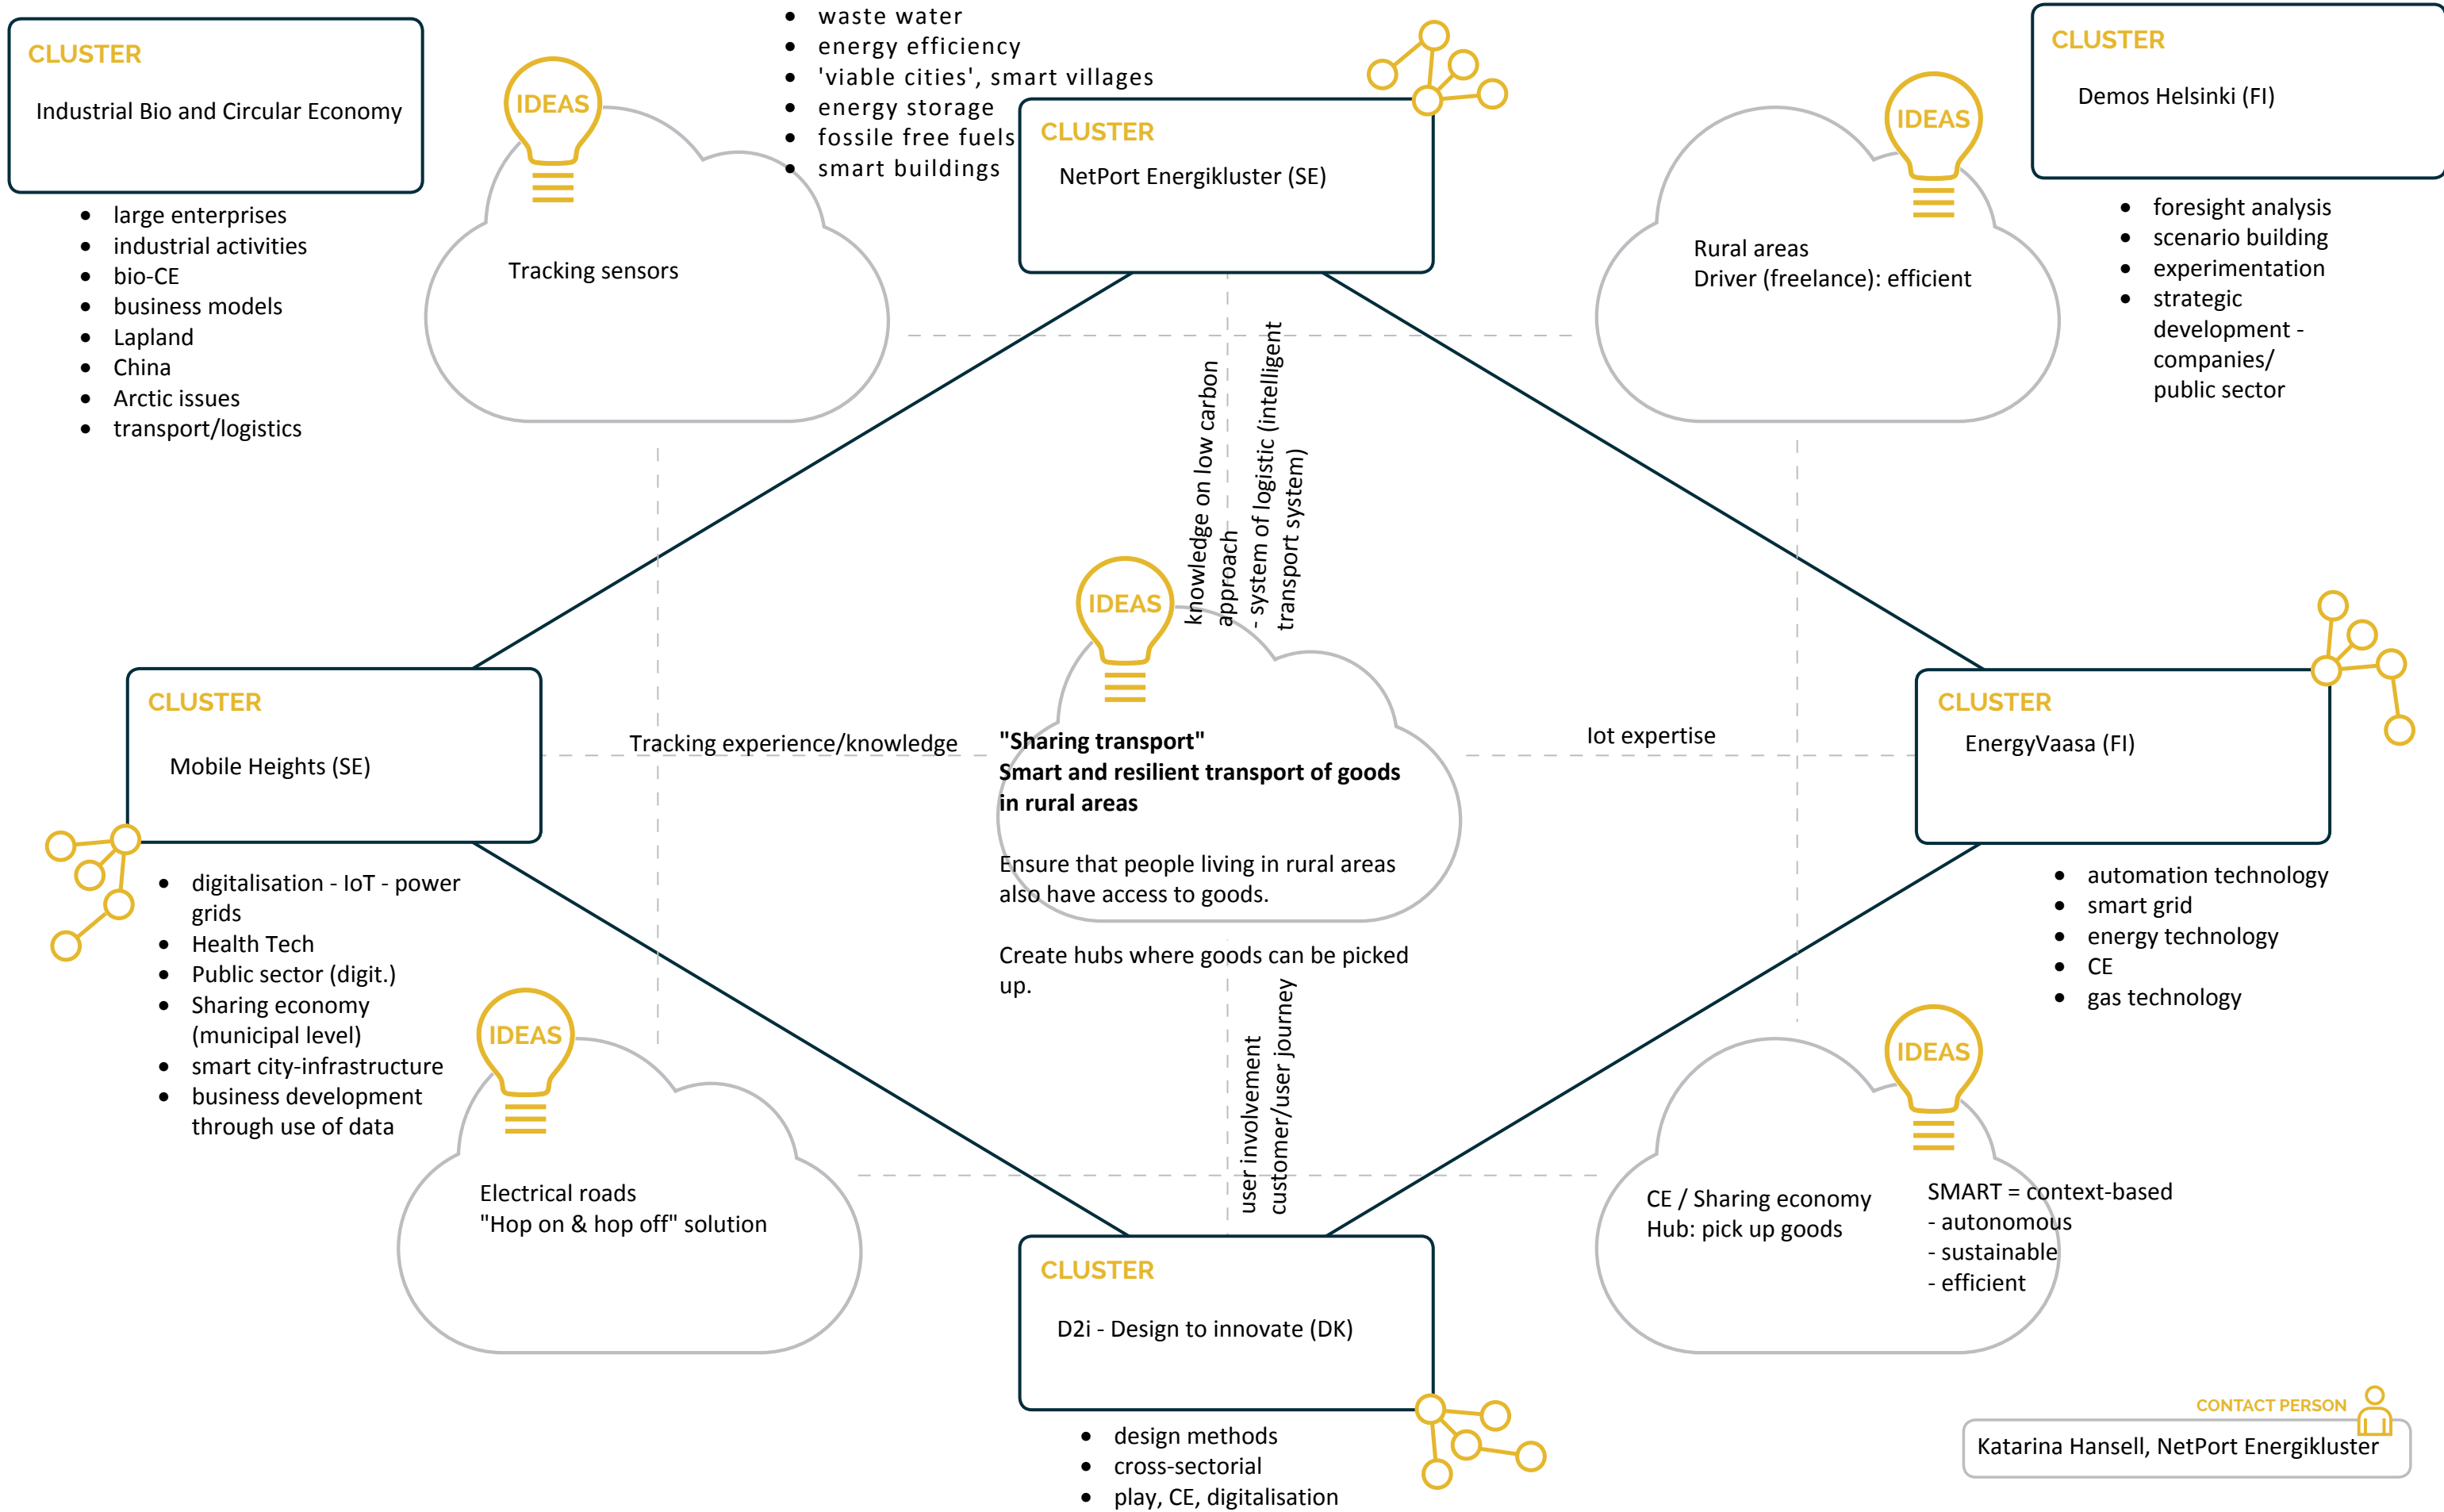 CLUSTER
Industrial Bio and Circular Economy
• large enterprises
• industrial activities
• bio-CE
• business models
• Lapland
• China
• Arctic issues
• transport/logistics
IDEAS
Tracking sensors
• waste water
• energy efficiency
• 'viable cities', smart villages
• energy storage
• fossile free fuels
• smart buildings
CLUSTER
NetPort Energikluster (SE)
IDEAS
Rural areas
Driver (freelance): efficient
CLUSTER
Demos Helsinki (FI)
• foresight analysis
• scenario building
• experimentation
• strategic
development -
companies/
public sector
knowledge on low carbon
approach
- system of logistic (intelligent
transport system)
CLUSTER
Mobile Heights (SE)
• digitalisation - IoT - power
grids
• Health Tech
• Public sector (digit.)
• Sharing economy
(municipal level)
• smart city-infrastructure
• business development
through use of data
Tracking experience/knowledge
IDEAS
"Sharing transport"
Smart and resilient transport of goods
in rural areas
Ensure that people living in rural areas
also have access to goods.
Create hubs where goods can be picked
up.
Iot expertise
CLUSTER
EnergyVaasa (FI)
• automation technology
• smart grid
• energy technology
• CE
• gas technology
IDEAS
Electrical roads
"Hop on & hop off" solution
user involvement
customer/user journey
IDEAS
CE / Sharing economy
Hub: pick up goods
SMART = context-based
- autonomous
- sustainable
- efficient
CLUSTER
D2i - Design to innovate (DK)
• design methods
• cross-sectorial
• play, CE, digitalisation
CONTACT PERSON
Katarina Hansell, NetPort Energikluster